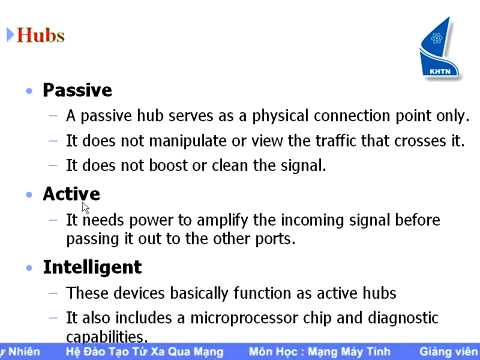 Hubs
KHTN
• Passive
– A passive hub serves as a physical connection point only.
– It does not manipulate or view the traffic that crosses it.
– It does not boost or clean the signal.
• Active
– It needs power to amplify the incoming signal before
passing it out to the other ports.
• Intelligent
– These devices basically function as active hubs
– It also includes a microprocessor chip and diagnostic
capabilities.
ự Nhiên Hệ Đào Tạo Từ Xa Qua Mạng Môn Học : Mạng Máy Tính Giảng viên